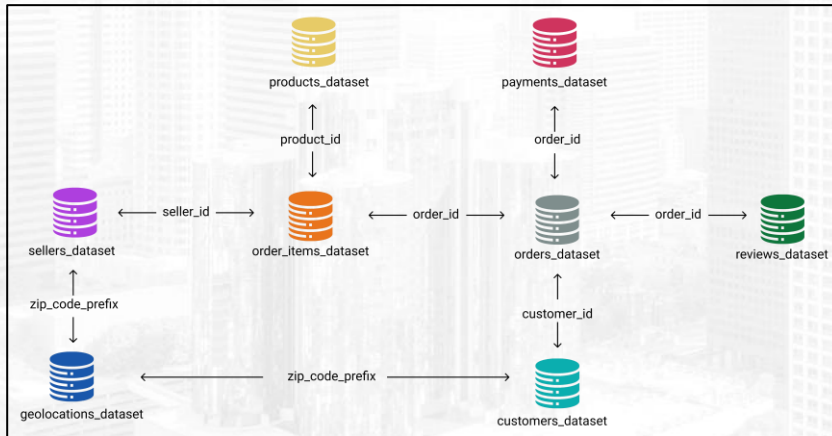 products_dataset
payments_dataset
product_id
order_id
seller_id
order_id
order_id
sellers_dataset
order_items_dataset
orders_dataset
reviews_dataset
zip_code_prefix
customer_id
zip_code_prefix
geolocations_dataset
customers_dataset